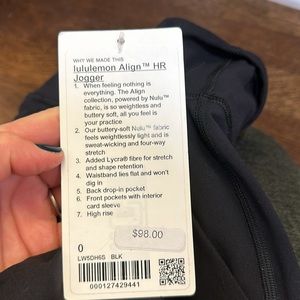 WHY WE MADE THIS
lululemon Align™ HR
Jogger
1. When feeling nothing is
everything. The Align
collection, powered by Nulu™
fabric, is so weightless and
buttery soft, all you feel is
your practice
2. Our buttery-soft Nulu™ fabric
feels weightlessly light and is
sweat-wicking and four-way
stretch
3. Added Lycra® fibre for stretch
and shape retention
4. Waistband lies flat and won't
dig in
5. Back drop-in pocket
6. Front pockets with interior
card sleeve
7. High rise
$98.00
0
LW5DH6S BLK
000127429441